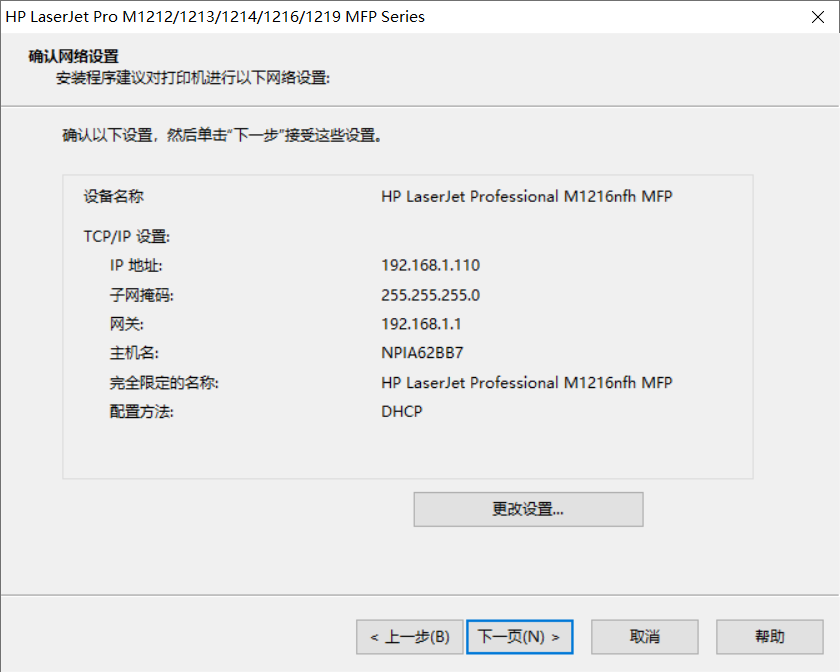 HP LaserJet Pro M1212/1213/1214/1216/1219 MFP Series
确认网络设置
安装程序建议对打印机进行以下网络设置:
确认以下设置，然后单击“下一步”接受这些设置。
设备名称 HP LaserJet Professional M1216nfh MFP
TCP/IP 设置:
IP 地址: 192.168.1.110
子网掩码: 255.255.255.0
网关: 192.168.1.1
主机名: NPIA62BB7
完全限定的名称: HP LaserJet Professional M1216nfh MFP
配置方法: DHCP
更改设置...
< 上一步(B) 下一页(N) > 取消 帮助